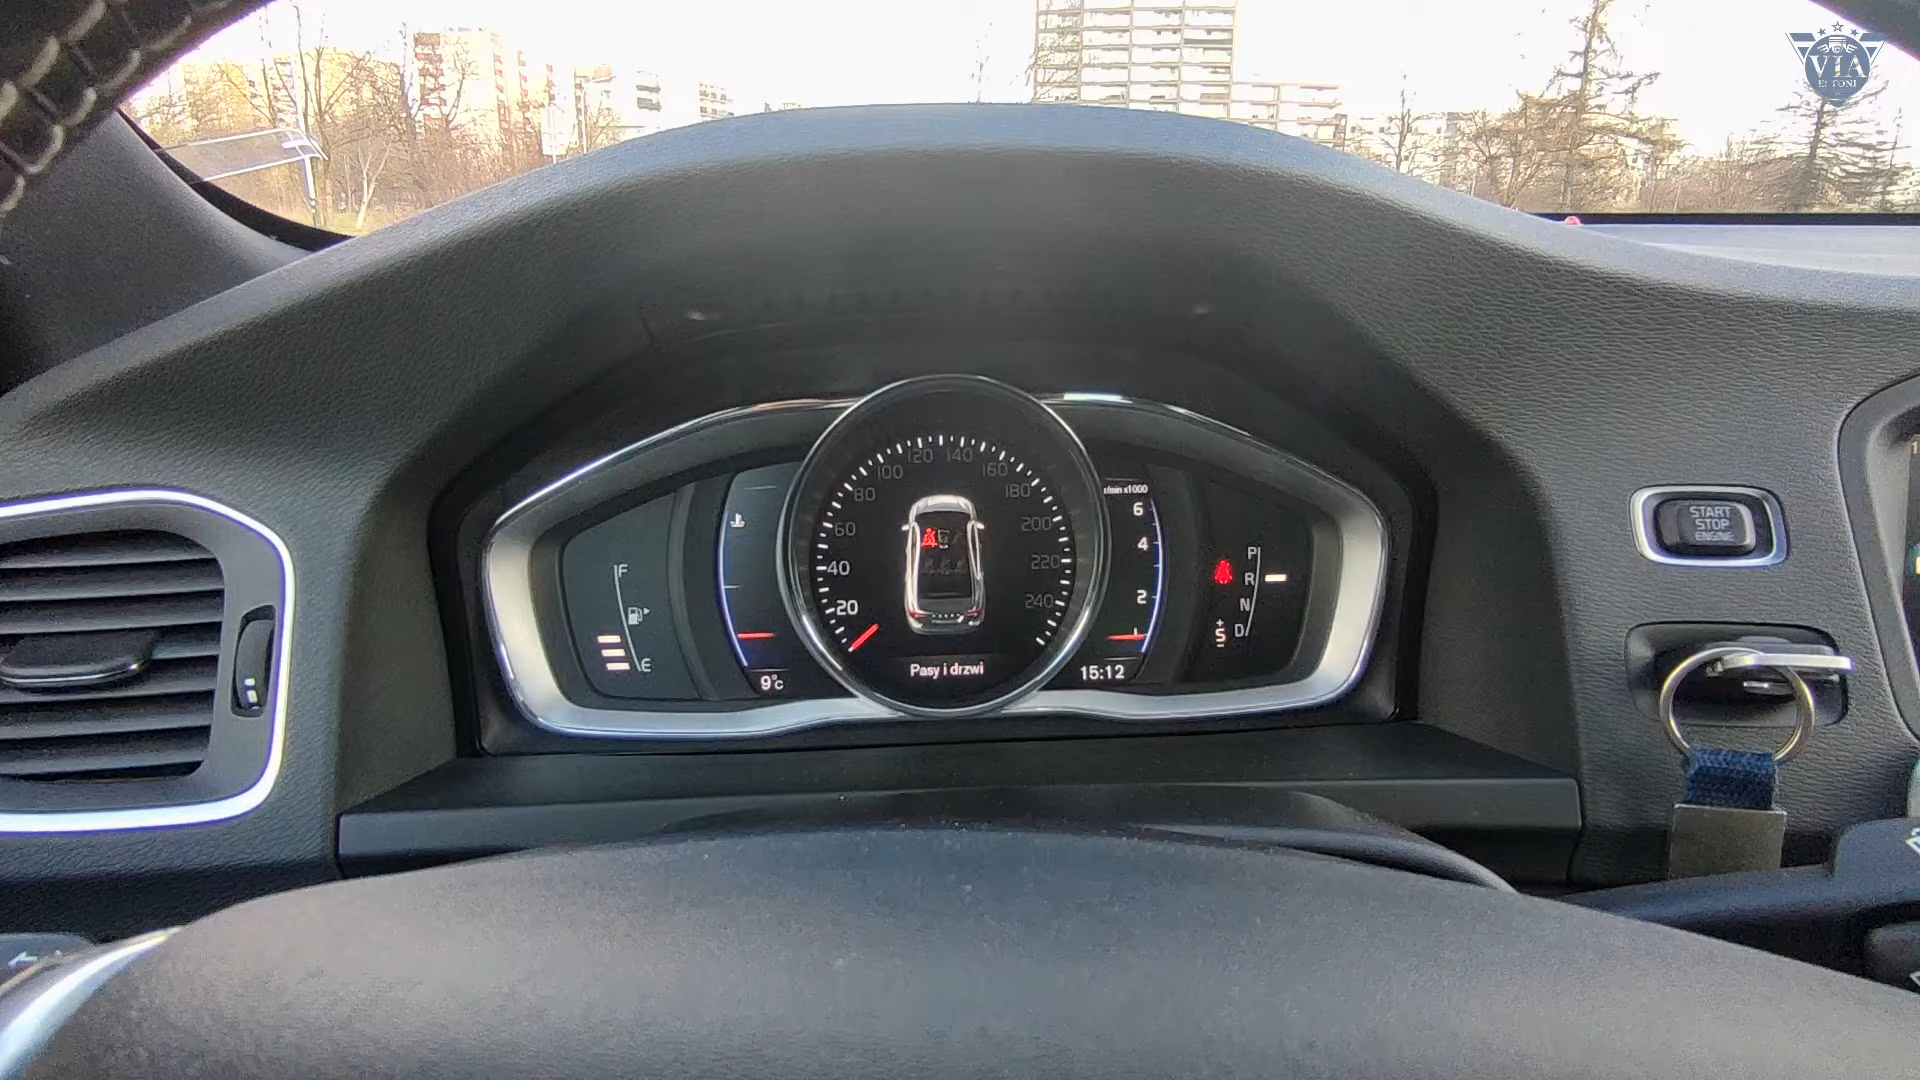 VIA
120 140
100 160
80 180
60 200
40 220
20 240
F
E
9°C
Pasy i drzwi
r/min x1000
6
4
2
15:12
P
R
N
D
+
S
-
START
STOP
ENGINE